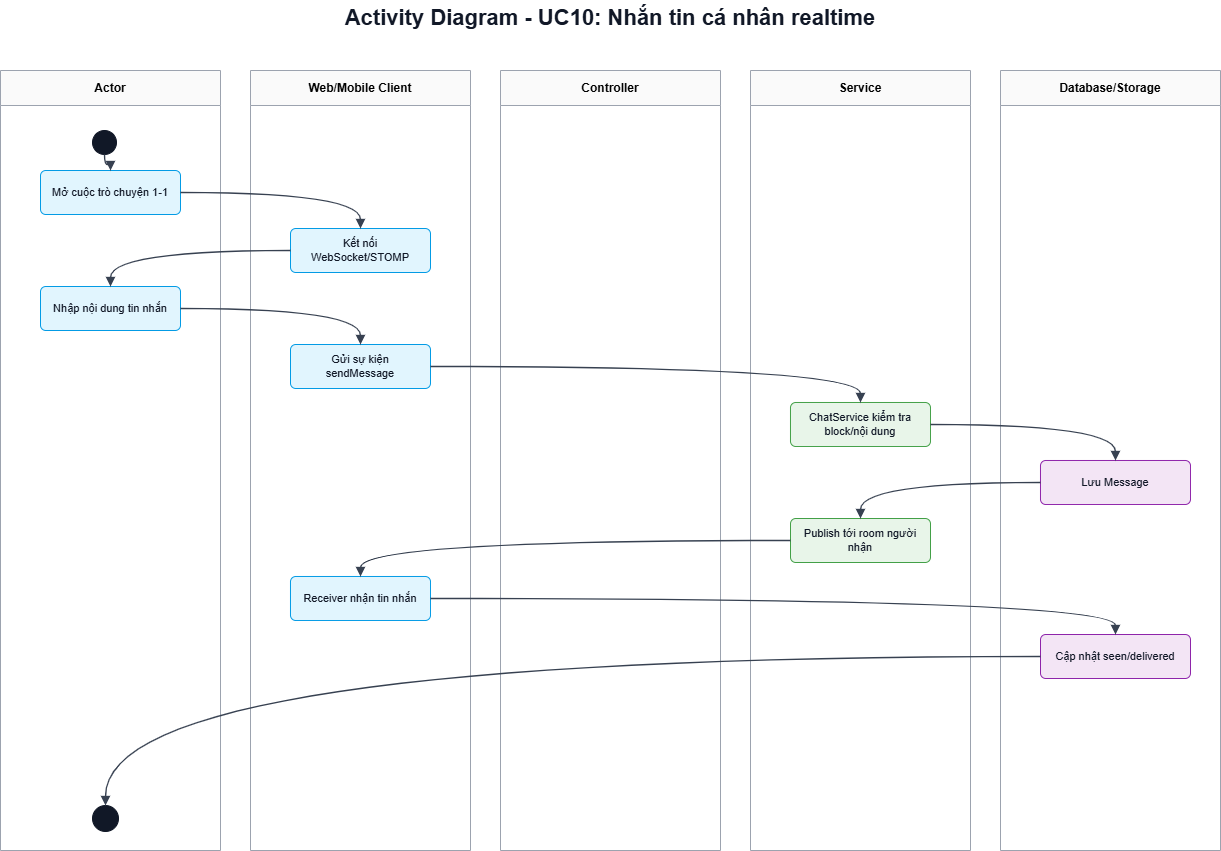 Activity Diagram - UC10: Nhắn tin cá nhân realtime
Actor
Web/Mobile Client
Controller
Service
Database/Storage
Mở cuộc trò chuyện 1-1
Kết nối
WebSocket/STOMP
Nhập nội dung tin nhắn
Gửi sự kiện
sendMessage
ChatService kiểm tra
block/nội dung
Lưu Message
Publish tới room người
nhận
Receiver nhận tin nhắn
Cập nhật seen/delivered